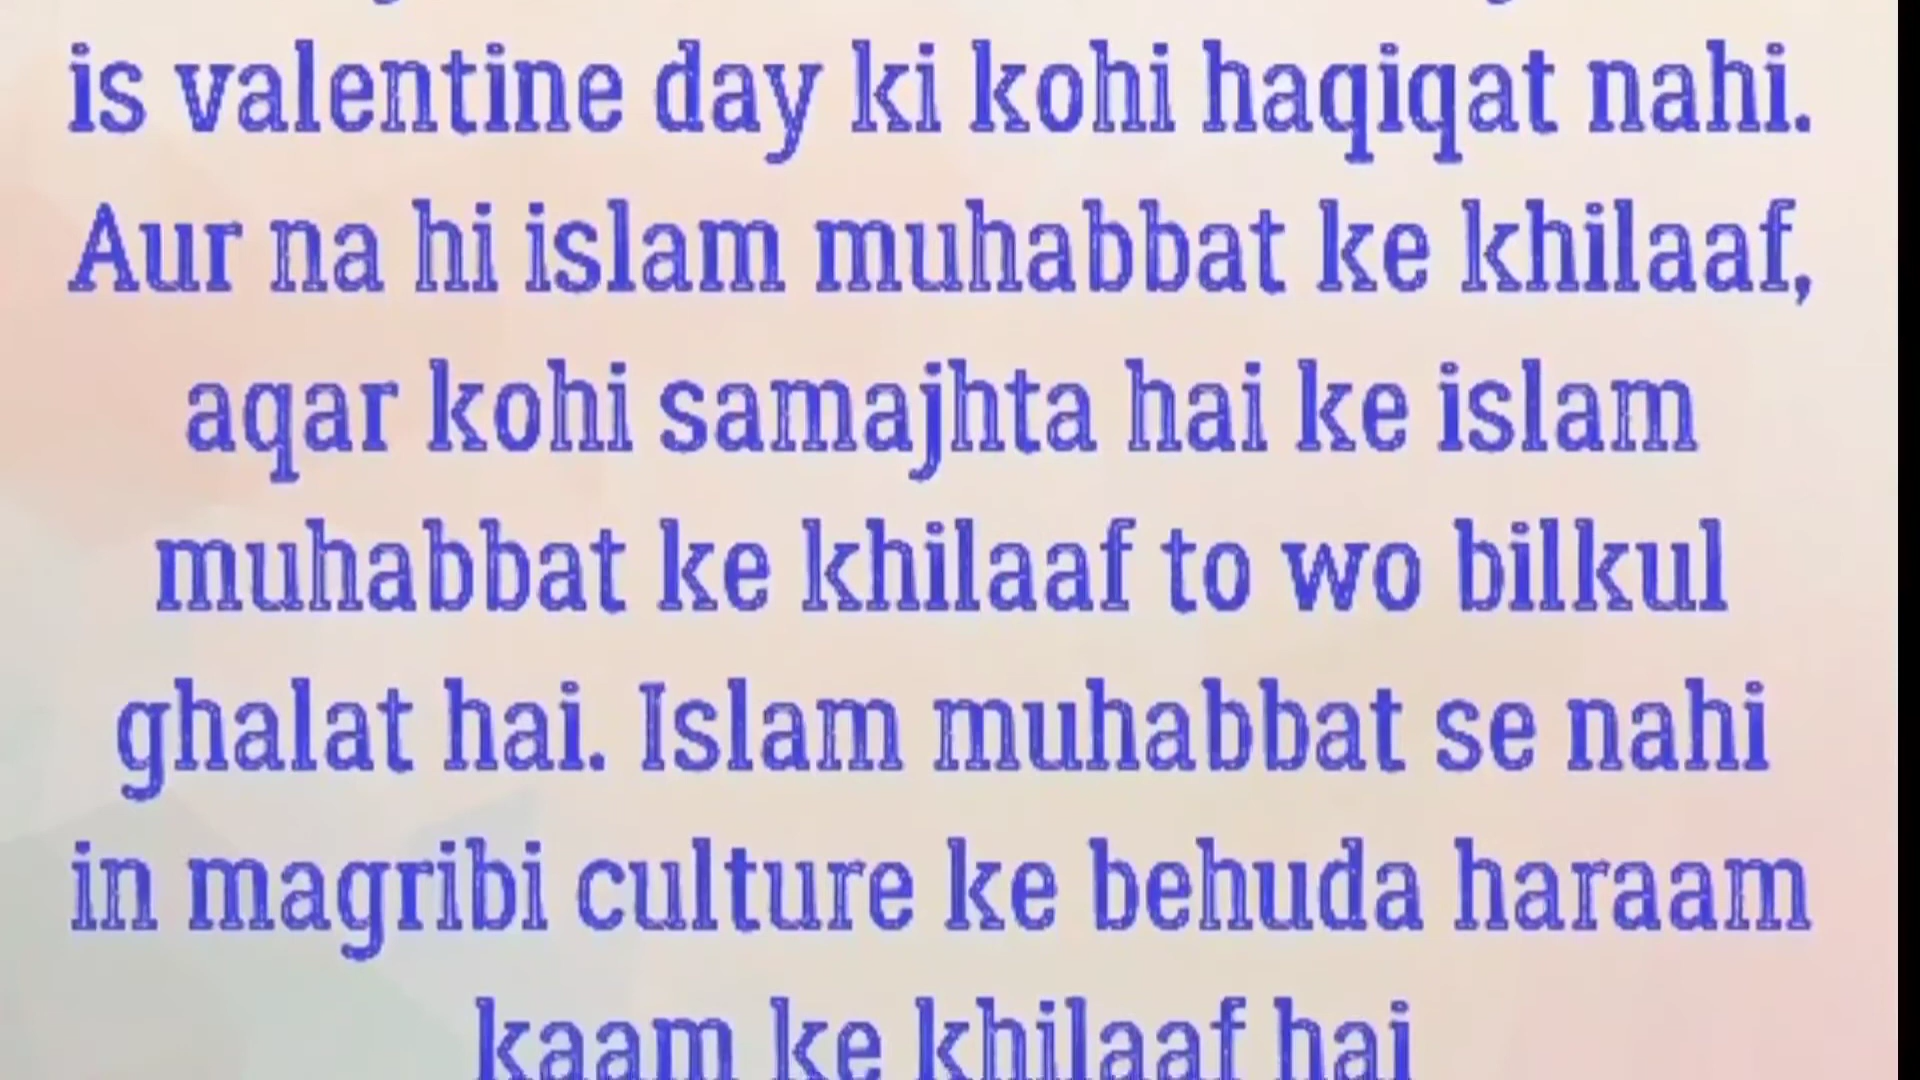 is valentine day ki kohi haqiqat nahi.
Aur na hi islam muhabbat ke khilaaf,
aqar kohi samajhta hai ke islam
muhabbat ke khilaaf to wo bilkul
ghalat hai. Islam muhabbat se nahi
in magribi culture ke behuda haraam
kaam ke khilaaf hai